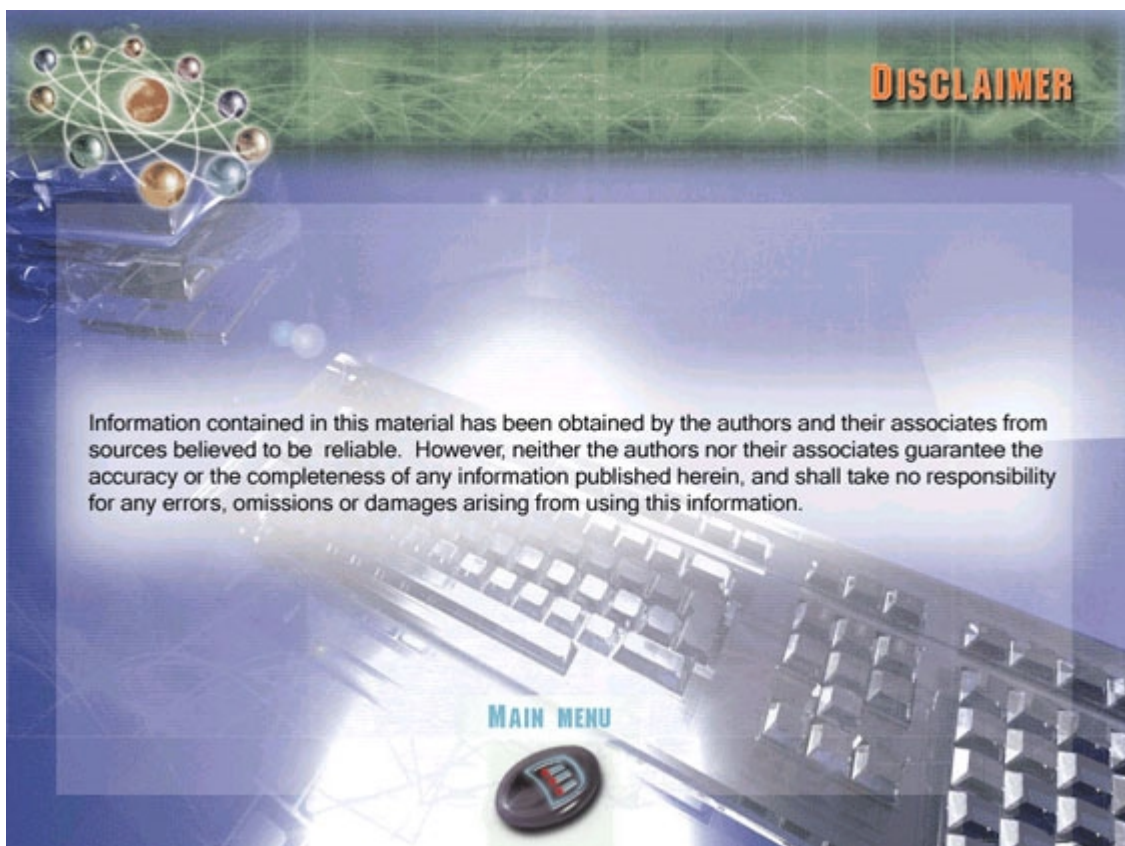 DISCLAIMER
Information contained in this material has been obtained by the authors and their associates from
sources believed to be  reliable.  However, neither the authors nor their associates guarantee the
accuracy or the completeness of any information published herein, and shall take no responsibility
for any errors, omissions or damages arising from using this information.
MAIN MENU